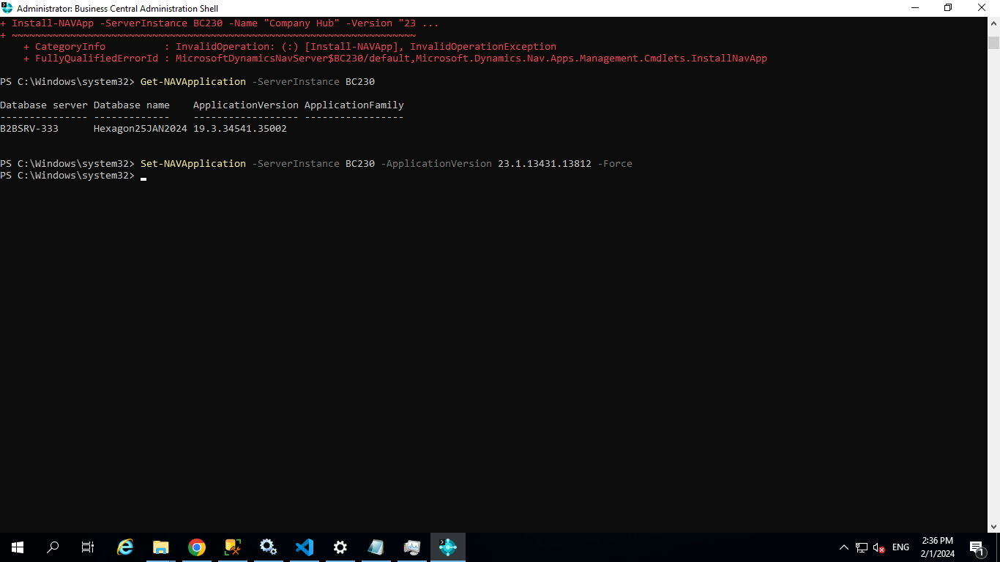 Administrator: Business Central Administration Shell
+ Install-NAVApp -ServerInstance BC230 -Name "Company Hub" -Version "23 ...
+ ~~~~~~~~~~~~~~~~~~~~~~~~~~~~~~~~~~~~~~~~~~~~~~~~~~~~~~~~~~~~~~~~~~~~~
+ CategoryInfo : InvalidOperation: (:) [Install-NAVApp], InvalidOperationException
+ FullyQualifiedErrorId : MicrosoftDynamicsNavServer$BC230/default,Microsoft.Dynamics.Nav.Apps.Management.Cmdlets.InstallNavApp
PS C:\Windows\system32> Get-NAVApplication -ServerInstance BC230
Database server Database name ApplicationVersion ApplicationFamily
--------------- ------------- ------------------ -----------------
B2BSRV-333 Hexagon25JAN2024 19.3.34541.35002
PS C:\Windows\system32> Set-NAVApplication -ServerInstance BC230 -ApplicationVersion 23.1.13431.13812 -Force
PS C:\Windows\system32>
ENG
2:36 PM
2/1/2024
1